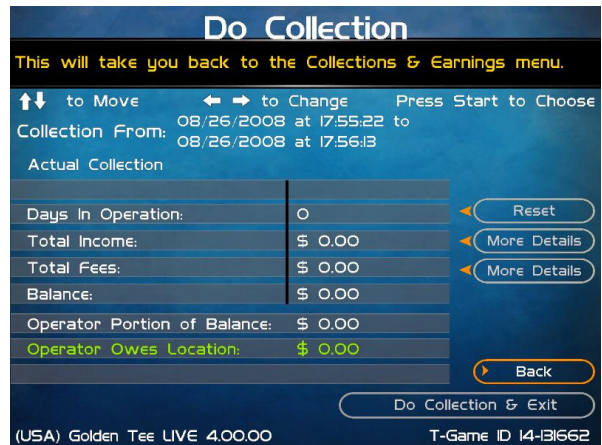 Do Collection
This will take you back to the Collections & Earnings menu.
to Move to Change Press Start to Choose
Collection From: 08/26/2008 at 17:55:22 to
08/26/2008 at 17:56:13
Actual Collection
Days In Operation: 0 Reset
Total Income: $ 0.00 More Details
Total Fees: $ 0.00 More Details
Balance: $ 0.00
Operator Portion of Balance: $ 0.00
Operator Owes Location: $ 0.00
Back
Do Collection & Exit
(USA) Golden Tee LIVE 4.00.00 T-Game ID 14-131662